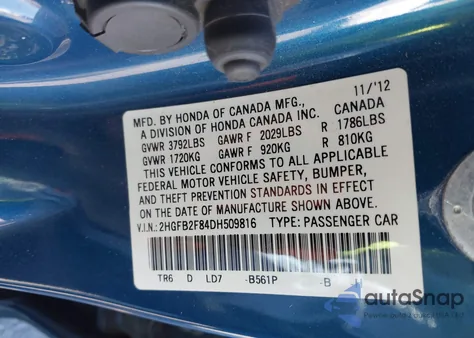 11/'12
MFD. BY HONDA OF CANADA MFG., CANADA
A DIVISION OF HONDA CANADA INC.
GVWR 3792LBS GAWR F 2029LBS R 1786LBS
GVWR 1720KG GAWR F 920KG R 810KG
THIS VEHICLE CONFORMS TO ALL APPLICABLE
FEDERAL MOTOR VEHICLE SAFETY, BUMPER,
AND THEFT PREVENTION STANDARDS IN EFFECT
ON THE DATE OF MANUFACTURE SHOWN ABOVE.
V.I.N.:2HGFB2F84DH509816 TYPE: PASSENGER CAR
TR6 D LD7 -B561P -B
autoSnap